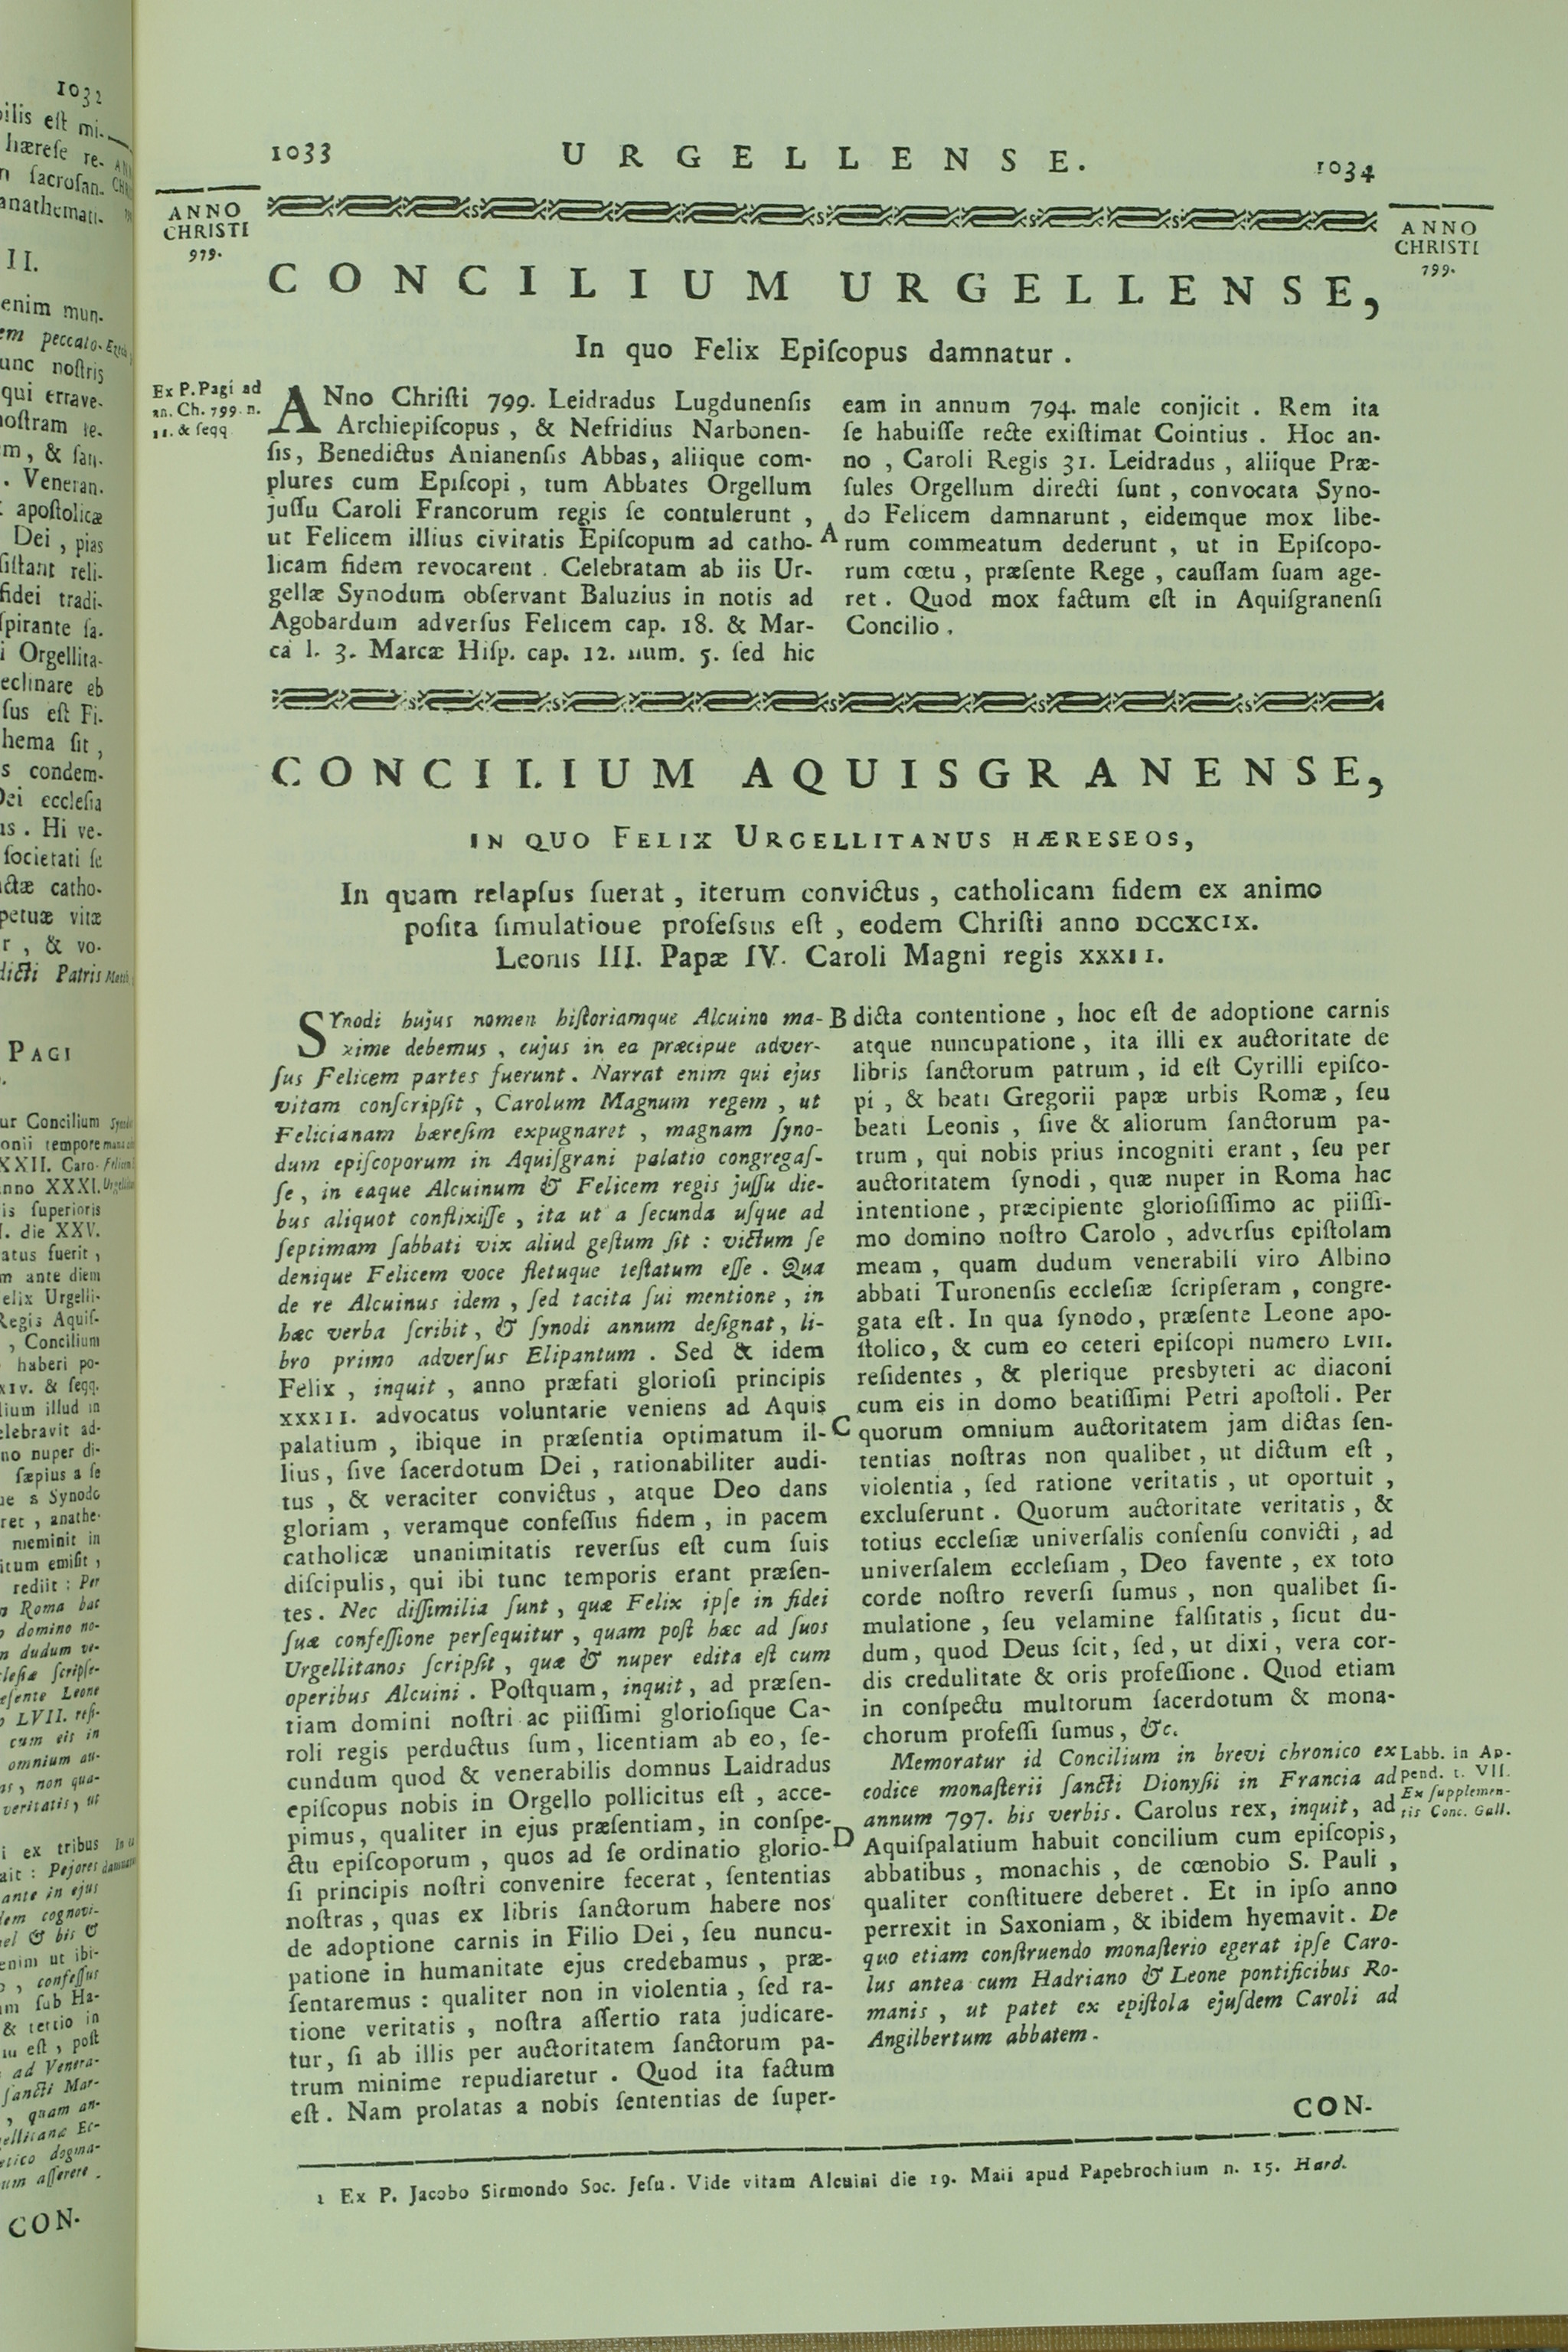 1032
1033
URGELLENSE.
1034
ANNO
CHRISTI
979.
ANNO
CHRISTI
799.
CONCILIUM URGELLENSE,
In quo Felix Epiſcopus damnatur .
Ex P. Pagi ad
an. Ch. 799. n.
11. & ſeqq
ANno Chriſti 799. Leidradus Lugdunenſis
Archiepiſcopus , & Nefridius Narbonen-
ſis, Benedictus Anianenſis Abbas, aliique com-
plures cum Epiſcopi , tum Abbates Orgellum
juſſu Caroli Francorum regis ſe contulerunt ,
ut Felicem illius civitatis Epiſcopum ad catho-
licam fidem revocarent . Celebratam ab iis Ur-
gellæ Synodum obſervant Baluzius in notis ad
Agobardum adverſus Felicem cap. 18. & Mar-
ca l. 3. Marcæ Hiſp. cap. 12. num. 5. ſed hic
A
eam in annum 794. male conjicit . Rem ita
ſe habuiſſe recte exiſtimat Cointius . Hoc an-
no , Caroli Regis 31. Leidradus , aliique Præ-
ſules Orgellum directi ſunt , convocata Syno-
do Felicem damnarunt , eidemque mox libe-
rum commeatum dederunt , ut in Epiſcopo-
rum cœtu , præſente Rege , cauſſam ſuam age-
ret . Quod mox factum eſt in Aquiſgranenſi
Concilio .
CONCILIUM AQUISGRANENSE,
IN QUO FELIX URGELLITANUS HÆRESEOS,
In quam relapſus fuerat , iterum convictus , catholicam fidem ex animo
poſita ſimulatioue profeſsus eſt , eodem Chriſti anno DCCXCIX.
Leonis III. Papæ IV. Caroli Magni regis XXXII.
SYnodi hujus nomen hiſtoriamque Alcuino ma-
xime debemus , cujus in ea præcipue adver-
ſus Felicem partes fuerunt . Narrat enim qui ejus
vitam conſcripſit , Carolum Magnum regem , ut
Felicianam hæreſim expugnaret , magnam ſyno-
dum epiſcoporum in Aquiſgrani palatio congregaſ-
ſe , in eaque Alcuinum & Felicem regis juſſu die-
bus aliquot conflixiſſe , ita ut a ſecunda uſque ad
ſeptimam ſabbati vix aliud geſtum ſit : victum ſe
denique Felicem voce fletuque teſtatum eſſe . Qua
de re Alcuinus idem , ſed tacita ſui mentione , in
hæc verba ſcribit , & ſynodi annum deſignat , li-
bro primo adverſus Elipantum . Sed & idem
Felix , inquit , anno præfati glorioſi principis
XXXII. advocatus voluntarie veniens ad Aquis
palatium , ibique in præſentia optimatum il-
lius , ſive ſacerdotum Dei , rationabiliter audi-
tus , & veraciter convictus , atque Deo dans
gloriam , veramque confeſſus fidem , in pacem
catholicæ unanimitatis reverſus eſt cum ſuis
diſcipulis, qui ibi tunc temporis erant præſen-
tes . Nec diſſimilia ſunt , quæ Felix ipſe in fidei
ſuæ confeſſione perſequitur , quam poſt hæc ad ſuos
Urgellitanos ſcripſit , quæ & nuper edita eſt cum
operibus Alcuini . Poſtquam, inquit, ad præſen-
tiam domini noſtri ac piiſſimi glorioſique Ca-
roli regis perductus ſum , licentiam ab eo , ſe-
cundum quod & venerabilis domnus Laidradus
epiſcopus nobis in Orgello pollicitus eſt , acce-
pimus , qualiter in ejus præſentiam, in conſpe-
ctu epiſcoporum , quos ad ſe ordinatio glorio-
ſi principis noſtri convenire fecerat , ſententias
noſtras , quas ex libris ſanctorum habere nos
de adoptione carnis in Filio Dei , ſeu nuncu-
patione in humanitate ejus credebamus , præ-
ſentaremus : qualiter non in violentia , ſed ra-
tione veritatis , noſtra aſſertio rata judicare-
tur, ſi ab illis per auctoritatem ſanctorum pa-
trum minime repudiaretur . Quod ita factum
eſt . Nam prolatas a nobis ſententias de ſuper-
B
C
D
dicta contentione , hoc eſt de adoptione carnis
atque nuncupatione , ita illi ex auctoritate de
libris ſanctorum patrum , id eſt Cyrilli epiſco-
pi , & beati Gregorii papæ urbis Romæ , ſeu
beati Leonis , ſive & aliorum ſanctorum pa-
trum , qui nobis prius incogniti erant , ſeu per
auctoritatem ſynodi , quæ nuper in Roma hac
intentione , præcipiente glorioſiſſimo ac piiſſi-
mo domino noſtro Carolo , adverſus epiſtolam
meam , quam dudum venerabili viro Albino
abbati Turonenſis eccleſiæ ſcripſeram , congre-
gata eſt . In qua ſynodo , præſente Leone apo-
ſtolico, & cum eo ceteri epiſcopi numero LVII.
reſidentes , & plerique presbyteri ac diaconi
cum eis in domo beatiſſimi Petri apoſtoli . Per
quorum omnium auctoritatem jam dictas ſen-
tentias noſtras non qualibet , ut dictum eſt ,
violentia , ſed ratione veritatis , ut oportuit ,
excluſerunt . Quorum auctoritate veritatis , &
totius eccleſiæ univerſalis conſenſu convicti , ad
univerſalem eccleſiam , Deo favente , ex toto
corde noſtro reverſi ſumus , non qualibet ſi-
mulatione , ſeu velamine falſitatis , ſicut du-
dum, quod Deus ſcit, ſed, ut dixi, vera cor-
dis credulitate & oris profeſſione . Quod etiam
in conſpectu multorum ſacerdotum & mona-
chorum profeſſi ſumus, &c.
Memoratur id Concilium in brevi chronico ex
codice monaſterii ſancti Dionyſii in Francia ad
annum 797. his verbis . Carolus rex, inquit, ad
Aquiſpalatium habuit concilium cum epiſcopis,
abbatibus , monachis , de cœnobio S. Pauli ,
qualiter conſtituere deberet . Et in ipſo anno
perrexit in Saxoniam , & ibidem hyemavit . De
quo etiam conſtruendo monaſterio egerat ipſe Caro-
lus antea cum Hadriano & Leone pontificibus Ro-
manis , ut patet ex epiſtola ejuſdem Caroli ad
Angilbertum abbatem .
Labb. in Ap-
pend. t. VII.
Ex ſupplemen-
tis Conc. Gall.
CON-
1 Ex P. Jacobo Sirmondo Soc. Jeſu . Vide vitam Alcuini die 19. Maii apud Papebrochium n. 15. Hard.
CON-